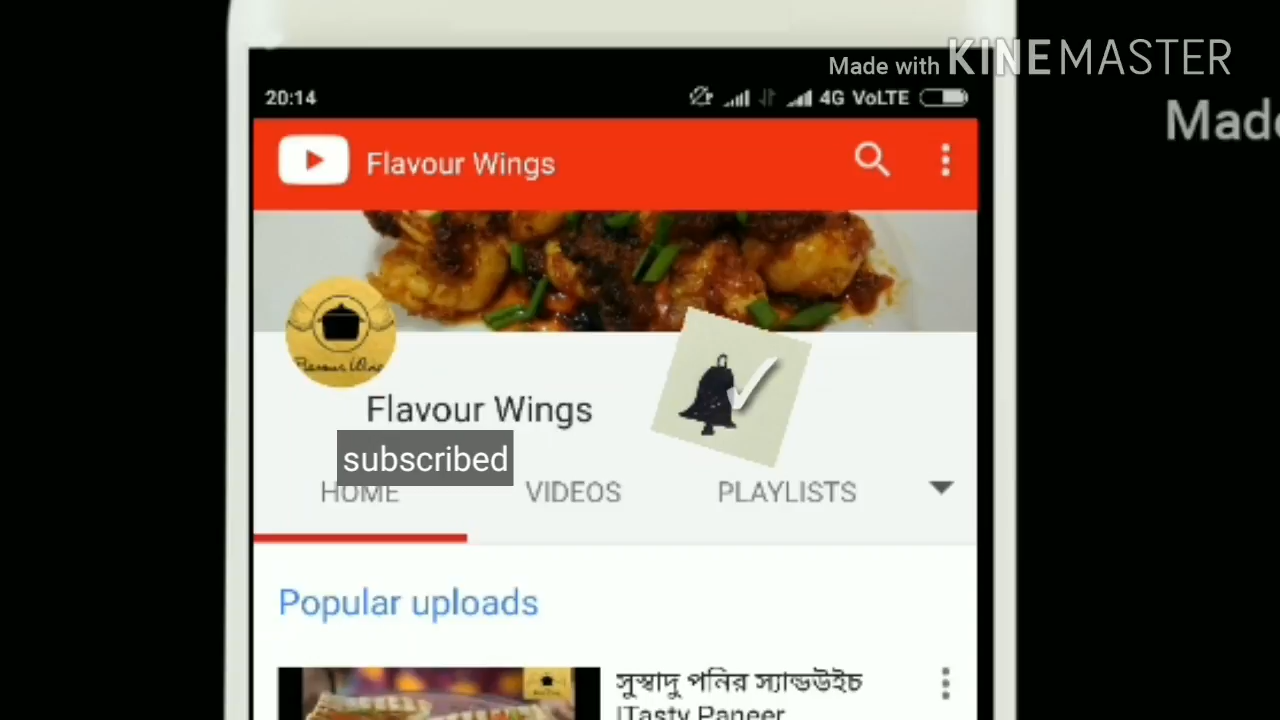 Made with KINEMASTER
20:14 4G VoLTE
Made
Flavour Wings
Flavour Wings
subscribed
HOME VIDEOS PLAYLISTS
Popular uploads
সুস্বাদু পনির স্যান্ডউইচ
|Tasty Paneer